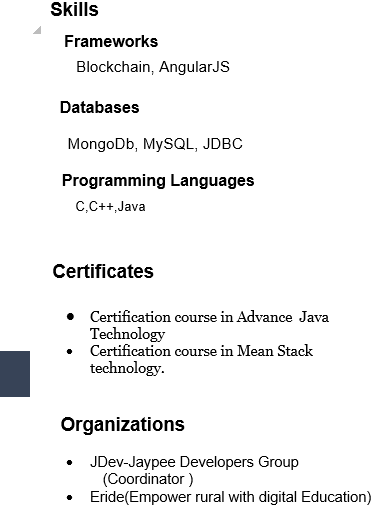 Skills
Frameworks
Blockchain, AngularJS
Databases
MongoDb, MySQL, JDBC
Programming Languages
C,C++,Java
Certificates
• Certification course in Advance Java
Technology
• Certification course in Mean Stack
technology.
Organizations
• JDev-Jaypee Developers Group
(Coordinator )
• Eride(Empower rural with digital Education)